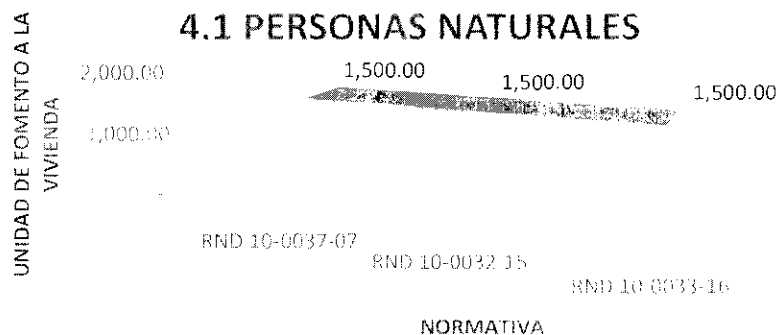 4.1 PERSONAS NATURALES
UNIDAD DE FOMENTO A LA
VIVIENDA
2,000.00
1,000.00
-
1,500.00
1,500.00
1,500.00
RND 10-0037-07
RND 10-0032-15
RND 10-0033-16
NORMATIVA